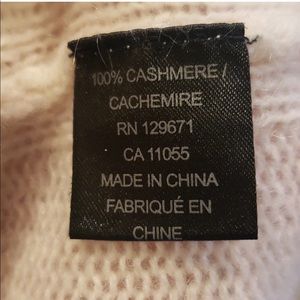 100% CASHMERE /
CACHEMIRE
RN 129671
CA 11055
MADE IN CHINA
FABRIQUÉ EN
CHINE